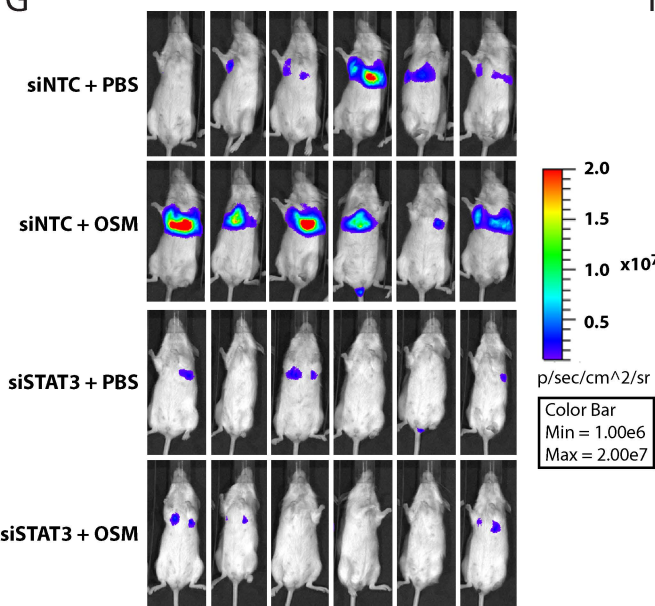 G
siNTC + PBS
siNTC + OSM
siSTAT3 + PBS
siSTAT3 + OSM
2.0
1.5
1.0 x10⁷
0.5
p/sec/cm^2/sr
Color Bar
Min = 1.00e6
Max = 2.00e7